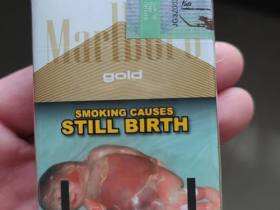 Marlboro
gold
SMOKING CAUSES
STILL BIRTH